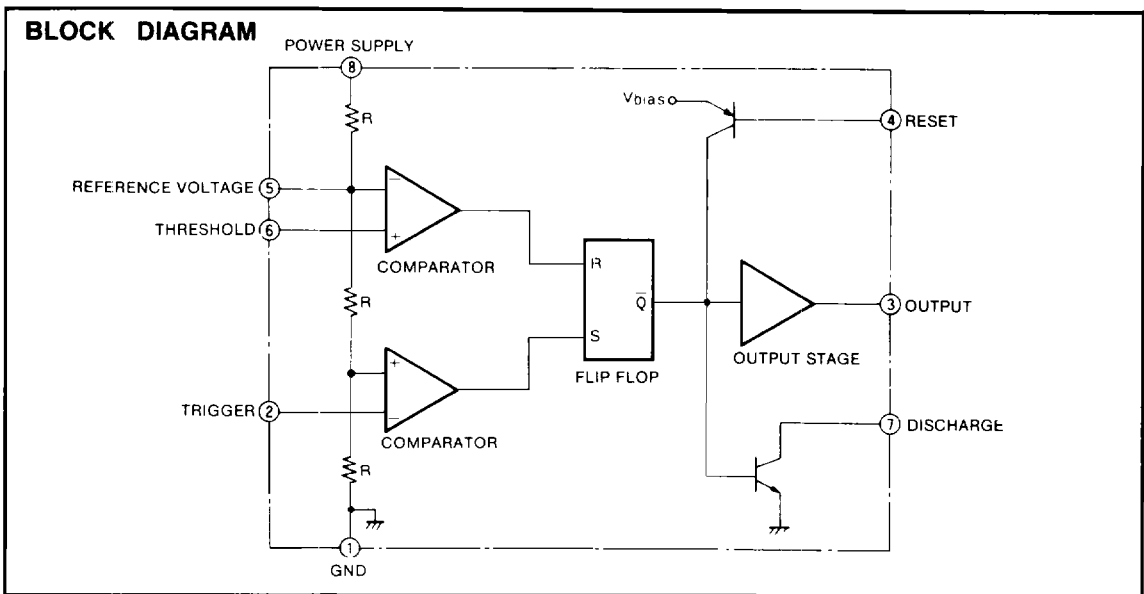 BLOCK DIAGRAM
POWER SUPPLY
8
R
Vbias
4 RESET
REFERENCE VOLTAGE 5
−
THRESHOLD 6
+
COMPARATOR
R
R
Q̅
3 OUTPUT
S
OUTPUT STAGE
FLIP FLOP
+
TRIGGER 2
−
COMPARATOR
7 DISCHARGE
R
1
GND